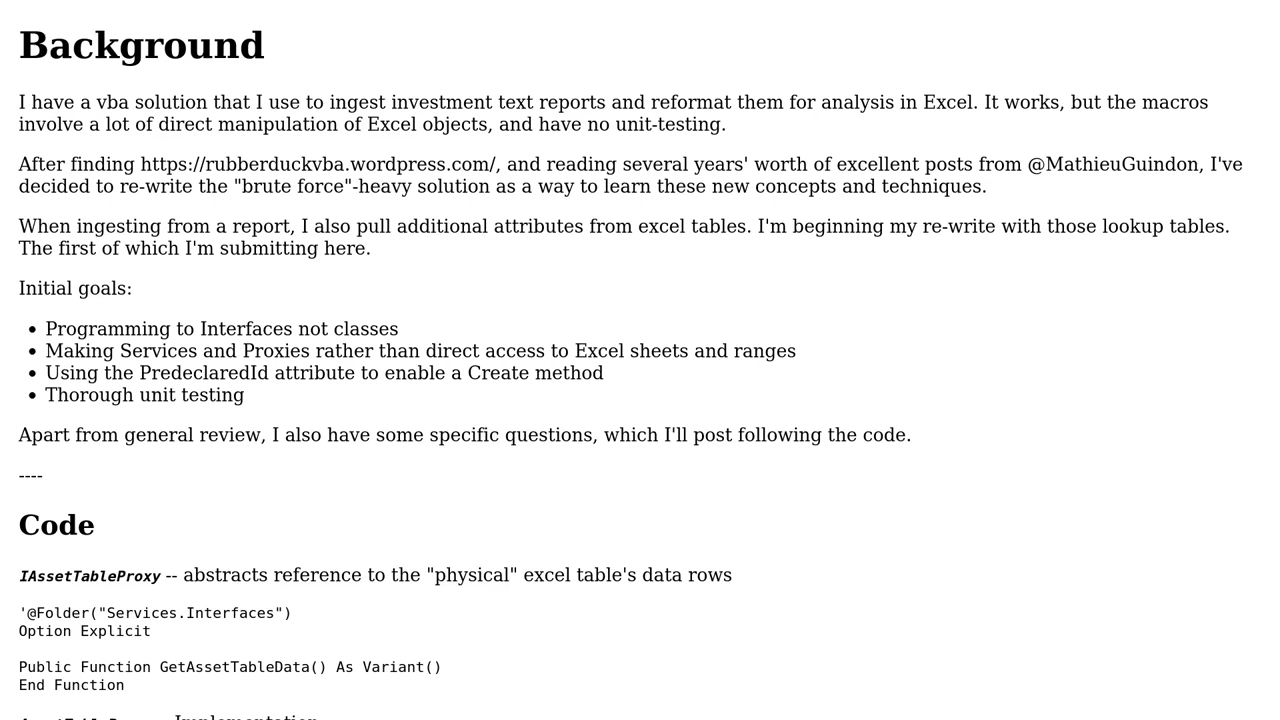 Background
I have a vba solution that I use to ingest investment text reports and reformat them for analysis in Excel. It works, but the macros
involve a lot of direct manipulation of Excel objects, and have no unit-testing.
After finding https://rubberduckvba.wordpress.com/, and reading several years' worth of excellent posts from @MathieuGuindon, I've
decided to re-write the "brute force"-heavy solution as a way to learn these new concepts and techniques.
When ingesting from a report, I also pull additional attributes from excel tables. I'm beginning my re-write with those lookup tables.
The first of which I'm submitting here.
Initial goals:
• Programming to Interfaces not classes
• Making Services and Proxies rather than direct access to Excel sheets and ranges
• Using the PredeclaredId attribute to enable a Create method
• Thorough unit testing
Apart from general review, I also have some specific questions, which I'll post following the code.
----
Code
IAssetTableProxy -- abstracts reference to the "physical" excel table's data rows
'@Folder("Services.Interfaces")
Option Explicit
Public Function GetAssetTableData() As Variant()
End Function